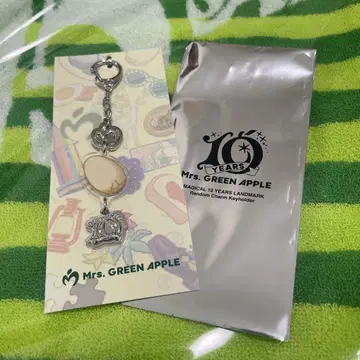 Mrs. GREEN APPLE
10
YEARS
Mrs. GREEN APPLE
MAGICAL 10 YEARS LANDMARK
Random Charm Keyholder